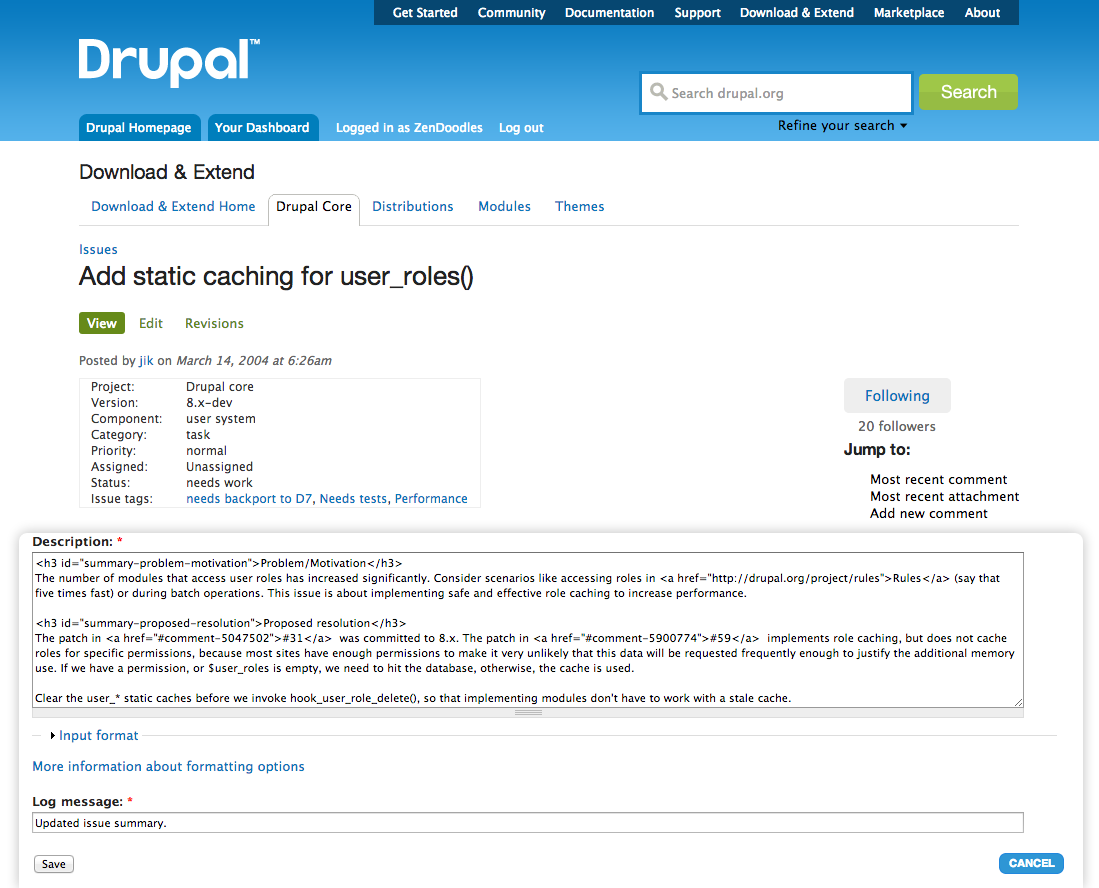 Get Started Community Documentation Support Download & Extend Marketplace About
Drupal™
Search drupal.org
Search
Refine your search
Drupal Homepage Your Dashboard Logged in as ZenDoodles Log out
Download & Extend
Download & Extend Home Drupal Core Distributions Modules Themes
Issues
Add static caching for user_roles()
View Edit Revisions
Posted by jik on March 14, 2004 at 6:26am
Project: Drupal core
Version: 8.x-dev
Component: user system
Category: task
Priority: normal
Assigned: Unassigned
Status: needs work
Issue tags: needs backport to D7, Needs tests, Performance
Following
20 followers
Jump to:
Most recent comment
Most recent attachment
Add new comment
Description: *
<h3 id="summary-problem-motivation">Problem/Motivation</h3>
The number of modules that access user roles has increased significantly. Consider scenarios like accessing roles in <a href="http://drupal.org/project/rules">Rules</a> (say that
five times fast) or during batch operations. This issue is about implementing safe and effective role caching to increase performance.
<h3 id="summary-proposed-resolution">Proposed resolution</h3>
The patch in <a href="#comment-5047502">#31</a>  was committed to 8.x. The patch in <a href="#comment-5900774">#59</a>  implements role caching, but does not cache
roles for specific permissions, because most sites have enough permissions to make it very unlikely that this data will be requested frequently enough to justify the additional memory
use. If we have a permission, or $user_roles is empty, we need to hit the database, otherwise, the cache is used.
Clear the user_* static caches before we invoke hook_user_role_delete(), so that implementing modules don't have to work with a stale cache.
Input format
More information about formatting options
Log message: *
Updated issue summary.
Save
CANCEL